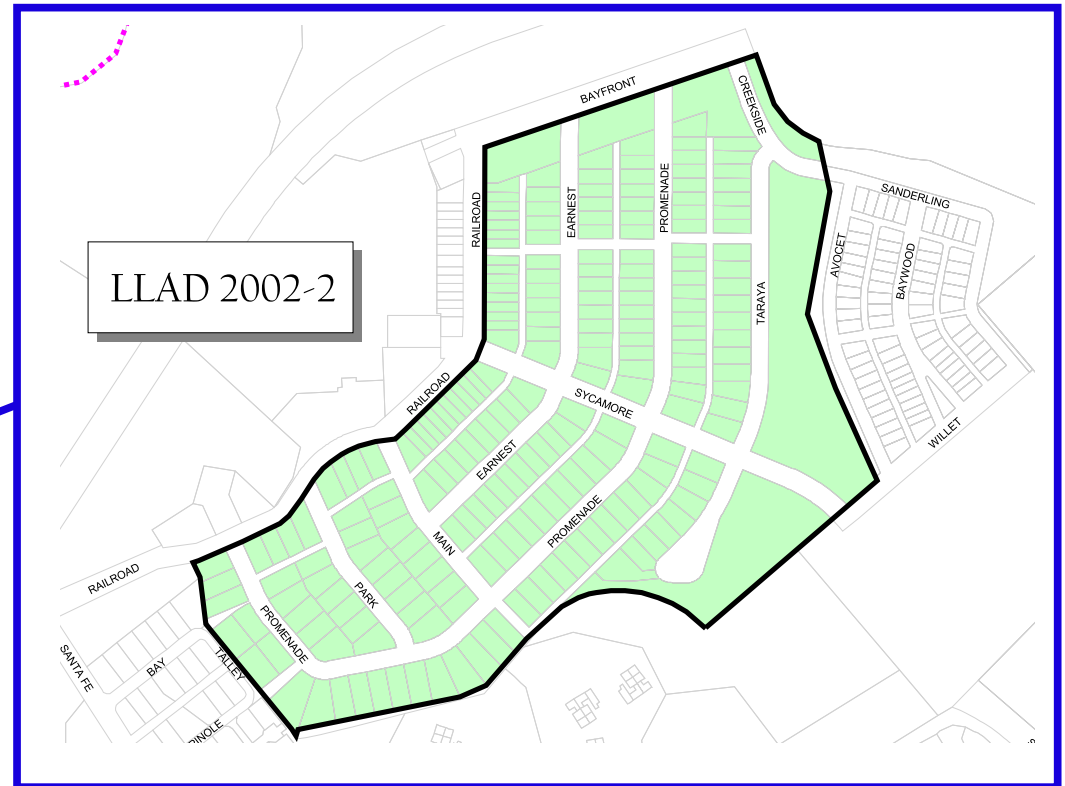 BAYFRONT
CREEKSIDE
SANDERLING
RAILROAD
EARNEST
PROMENADE
AVOCET
BAYWOOD
LLAD 2002-2
TARAYA
RAILROAD
SYCAMORE
WILLET
EARNEST
PROMENADE
MAIN
RAILROAD
PARK
PROMENADE
SANTA FE
BAY
TALLEY
PINOLE